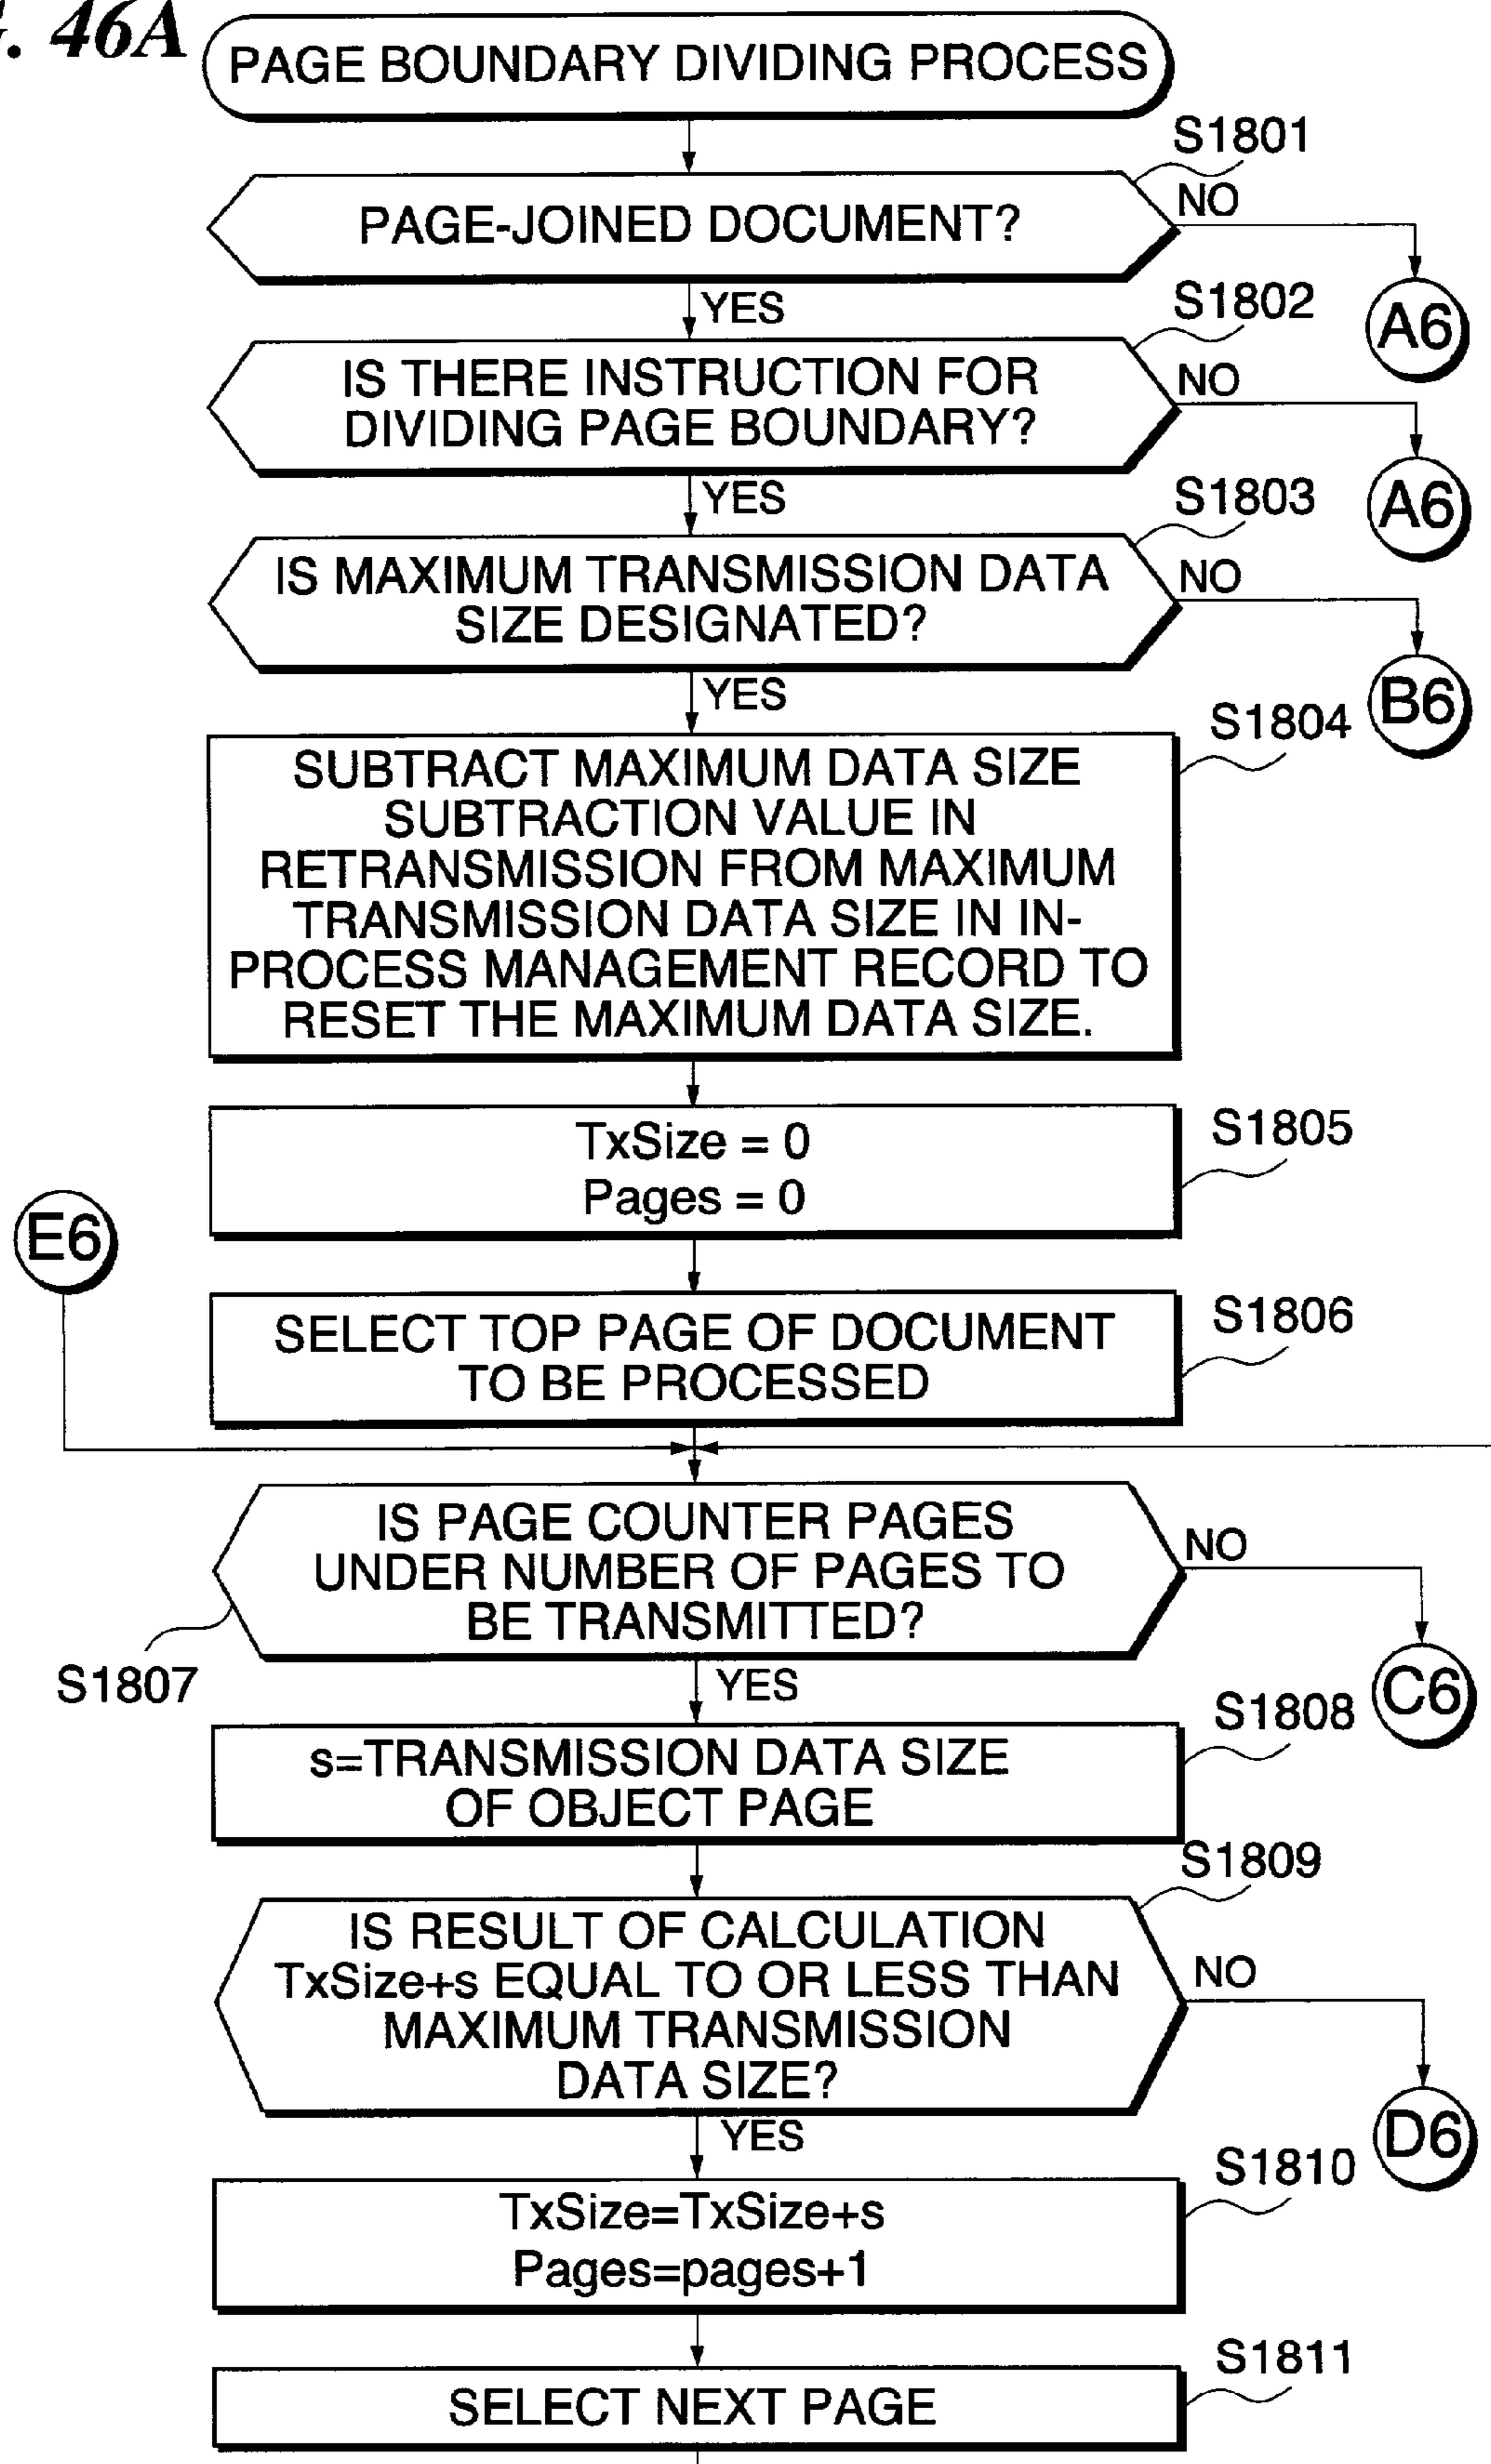 . 46A
PAGE BOUNDARY DIVIDING PROCESS
S1801
PAGE-JOINED DOCUMENT?
NO
A6
YES
S1802
IS THERE INSTRUCTION FOR
DIVIDING PAGE BOUNDARY?
NO
A6
YES
S1803
IS MAXIMUM TRANSMISSION DATA
SIZE DESIGNATED?
NO
B6
YES
S1804
SUBTRACT MAXIMUM DATA SIZE
SUBTRACTION VALUE IN
RETRANSMISSION FROM MAXIMUM
TRANSMISSION DATA SIZE IN IN-
PROCESS MANAGEMENT RECORD TO
RESET THE MAXIMUM DATA SIZE.
TxSize = 0
Pages = 0
S1805
E6
SELECT TOP PAGE OF DOCUMENT
TO BE PROCESSED
S1806
IS PAGE COUNTER PAGES
UNDER NUMBER OF PAGES TO
BE TRANSMITTED?
NO
S1807
C6
YES
S1808
s=TRANSMISSION DATA SIZE
OF OBJECT PAGE
S1809
IS RESULT OF CALCULATION
TxSize+s EQUAL TO OR LESS THAN
MAXIMUM TRANSMISSION
DATA SIZE?
NO
D6
YES
S1810
TxSize=TxSize+s
Pages=pages+1
S1811
SELECT NEXT PAGE